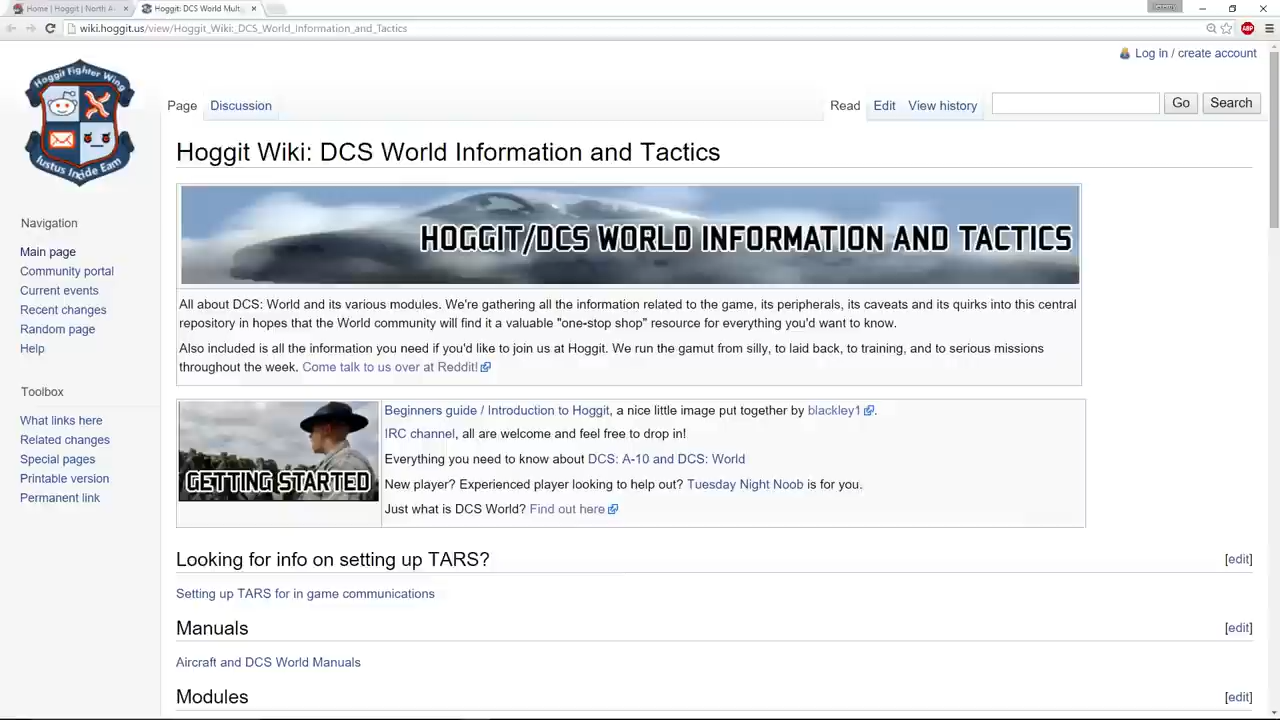 Home | Hoggit | North A
Hoggit: DCS World Mult
wiki.hoggit.us/view/Hoggit_Wiki:_DCS_World_Information_and_Tactics
ABP
Log in / create account
Hoggit Fighter Wing
Iustus Inside Eam
Page Discussion
Read Edit View history Go Search
Hoggit Wiki: DCS World Information and Tactics
HOGGIT/DCS WORLD INFORMATION AND TACTICS
All about DCS: World and its various modules. We're gathering all the information related to the game, its peripherals, its caveats and its quirks into this central
repository in hopes that the World community will find it a valuable "one-stop shop" resource for everything you'd want to know.
Also included is all the information you need if you'd like to join us at Hoggit. We run the gamut from silly, to laid back, to training, and to serious missions
throughout the week. Come talk to us over at Reddit!
GETTING STARTED
Beginners guide / Introduction to Hoggit, a nice little image put together by blackley1.
IRC channel, all are welcome and feel free to drop in!
Everything you need to know about DCS: A-10 and DCS: World
New player? Experienced player looking to help out? Tuesday Night Noob is for you.
Just what is DCS World? Find out here
Looking for info on setting up TARS? [edit]
Setting up TARS for in game communications
Manuals [edit]
Aircraft and DCS World Manuals
Modules [edit]
Navigation
Main page
Community portal
Current events
Recent changes
Random page
Help
Toolbox
What links here
Related changes
Special pages
Printable version
Permanent link